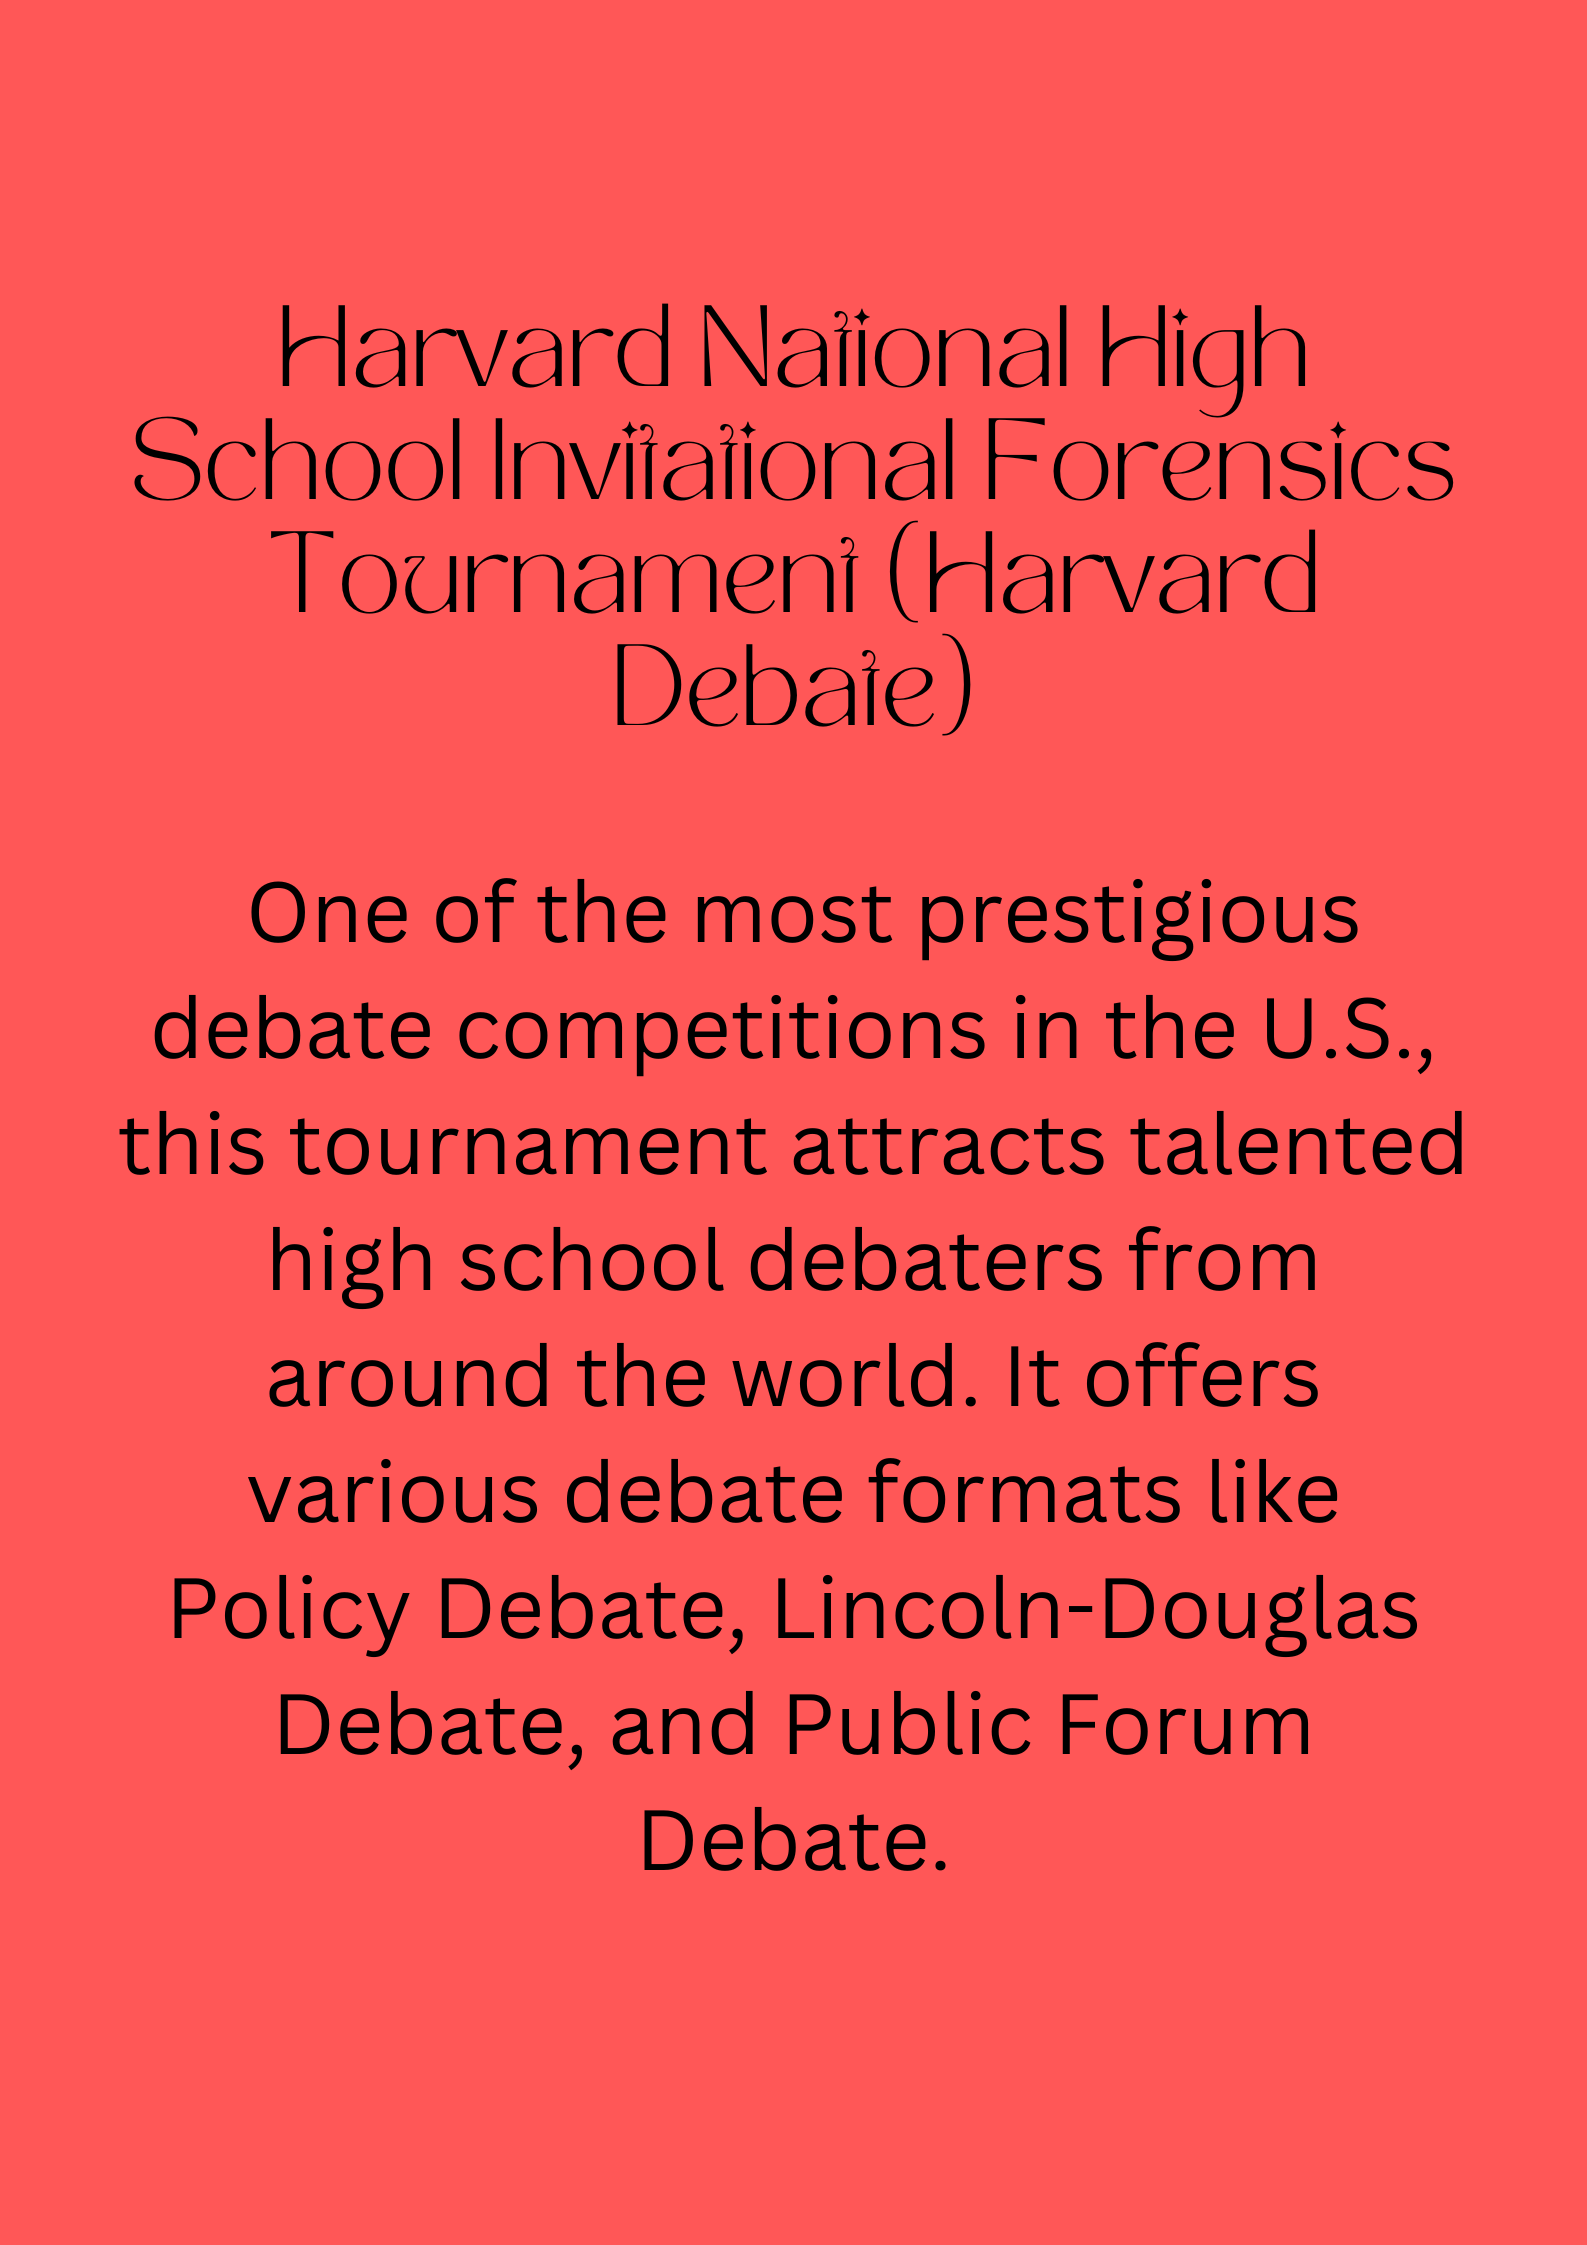 Harvard National High
School Invitational Forensics
Tournament (Harvard
Debate)
One of the most prestigious
debate competitions in the U.S.,
this tournament attracts talented
high school debaters from
around the world. It offers
various debate formats like
Policy Debate, Lincoln-Douglas
Debate, and Public Forum
Debate.